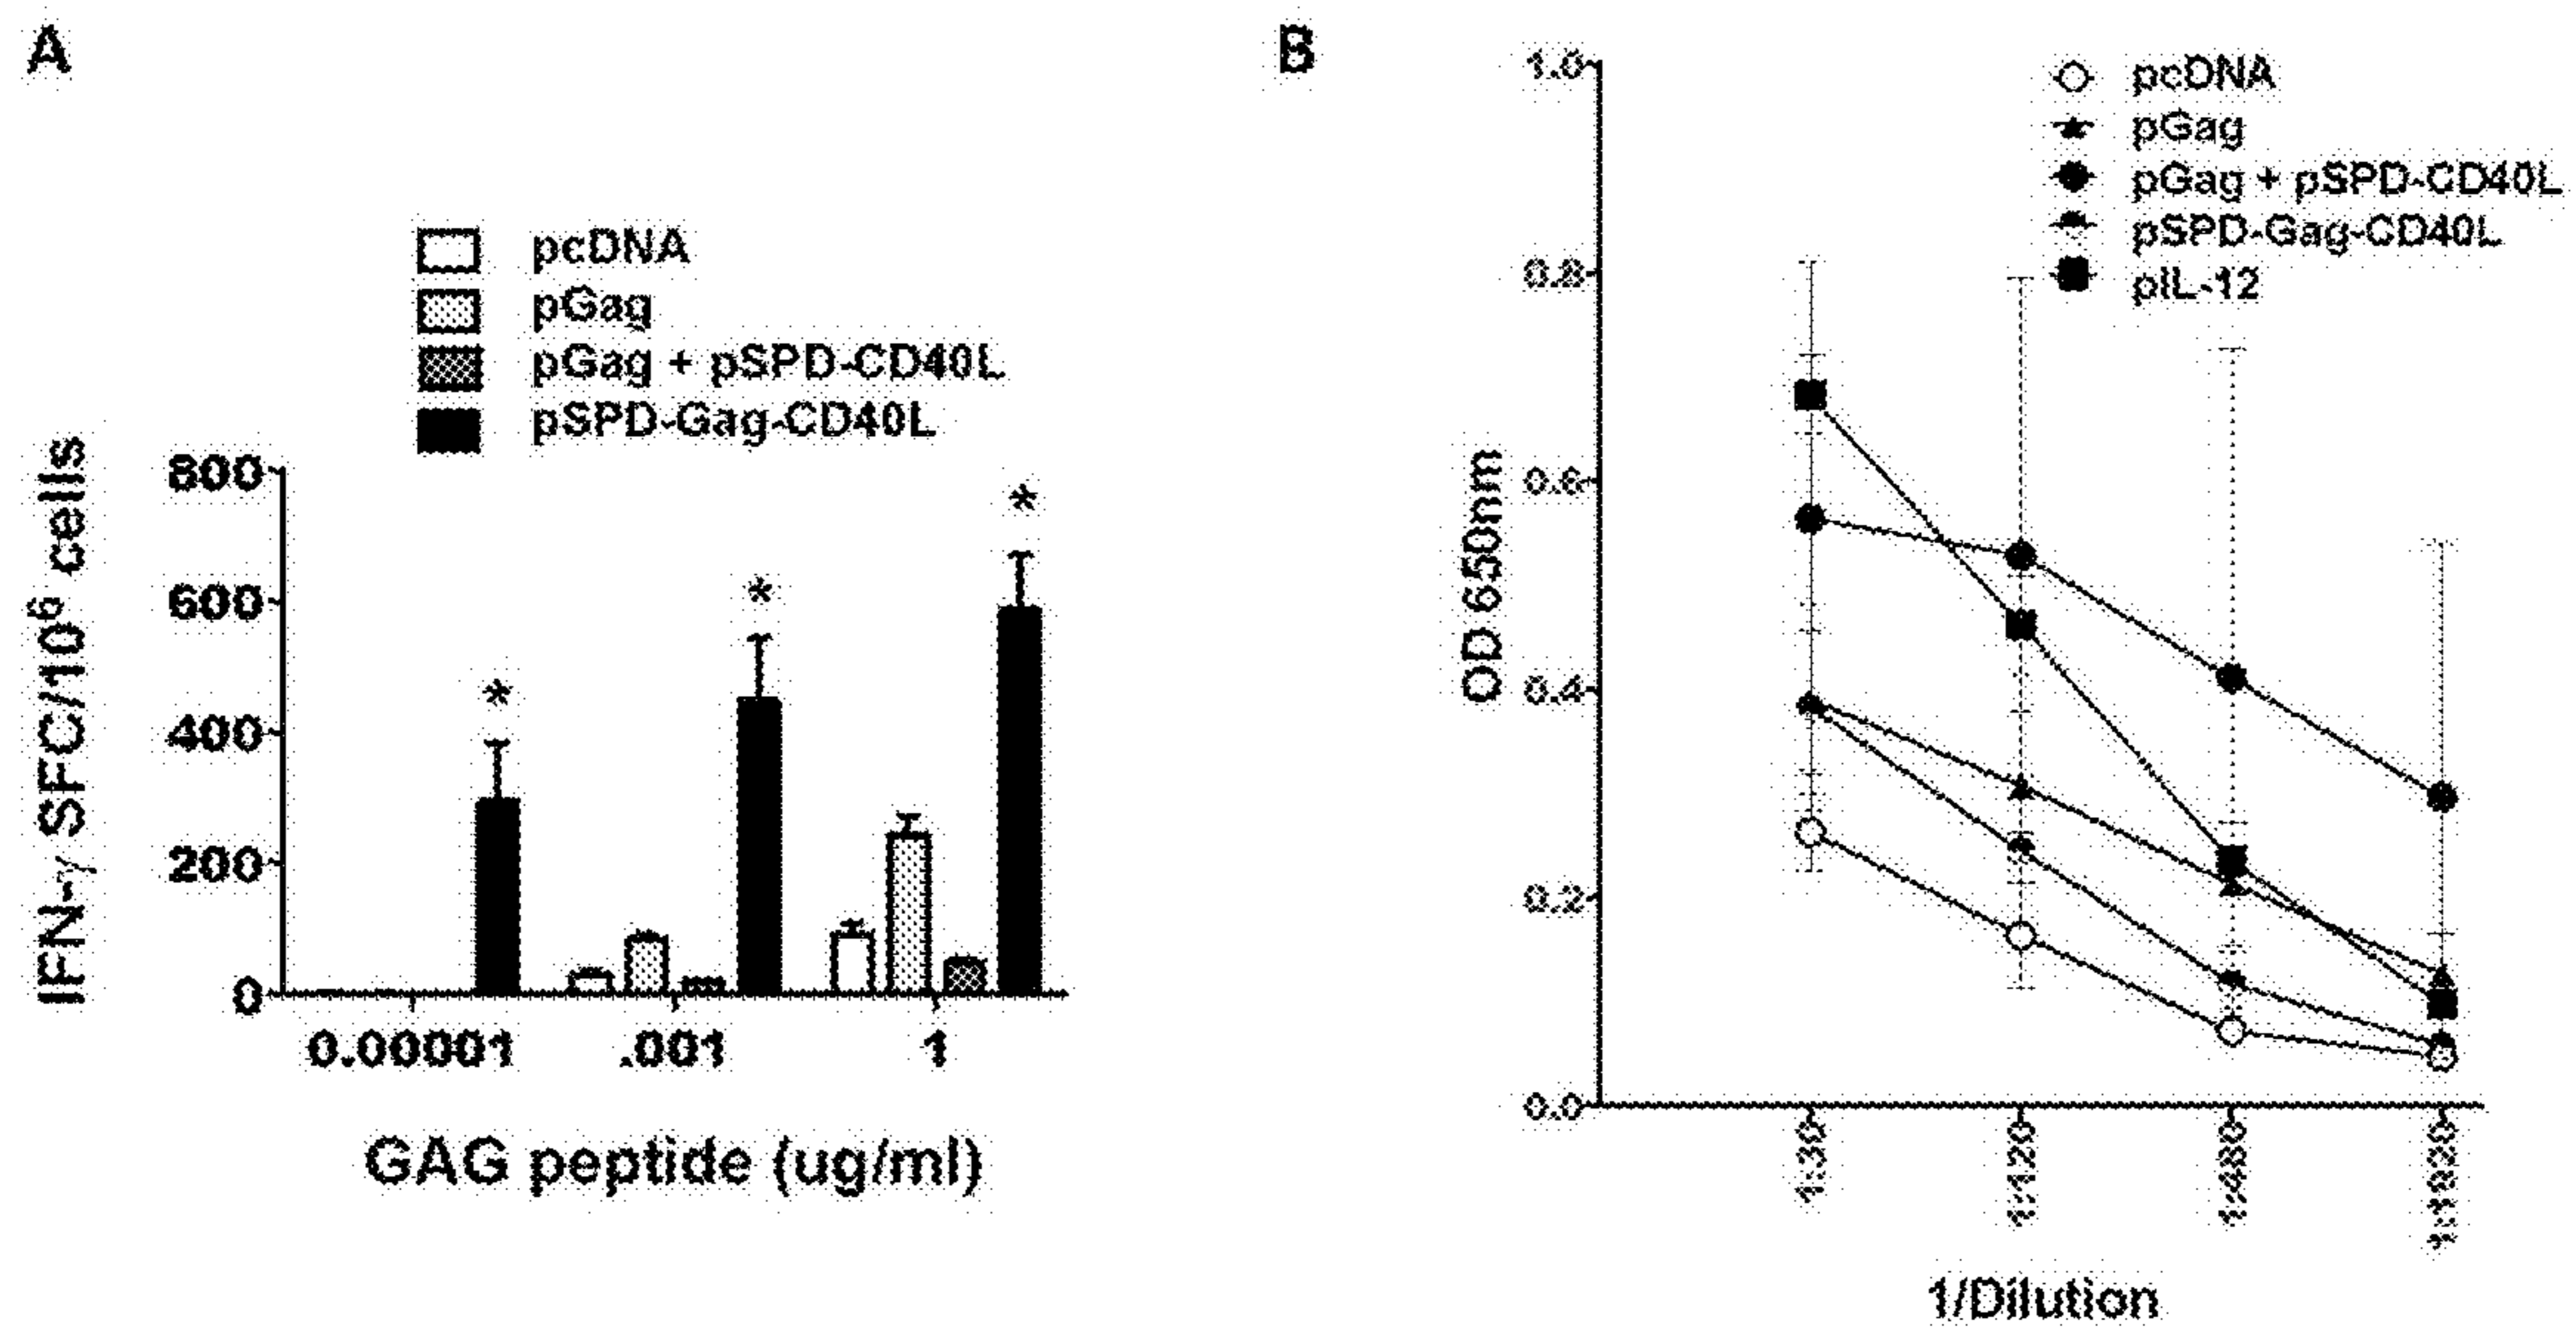 A
pcDNA
pGag
pGag + pSPD-CD40L
pSPD-Gag-CD40L
IFN-γ SFC/10⁶ cells
800
600
400
200
0
*
*
*
0.00001
.001
1
GAG peptide (ug/ml)
B
pcDNA
pGag
pGag + pSPD-CD40L
pSPD-Gag-CD40L
pIL-12
OD 650nm
1.0
0.8
0.6
0.4
0.2
0.0
1:30
1:120
1:480
1:1920
1/Dilution